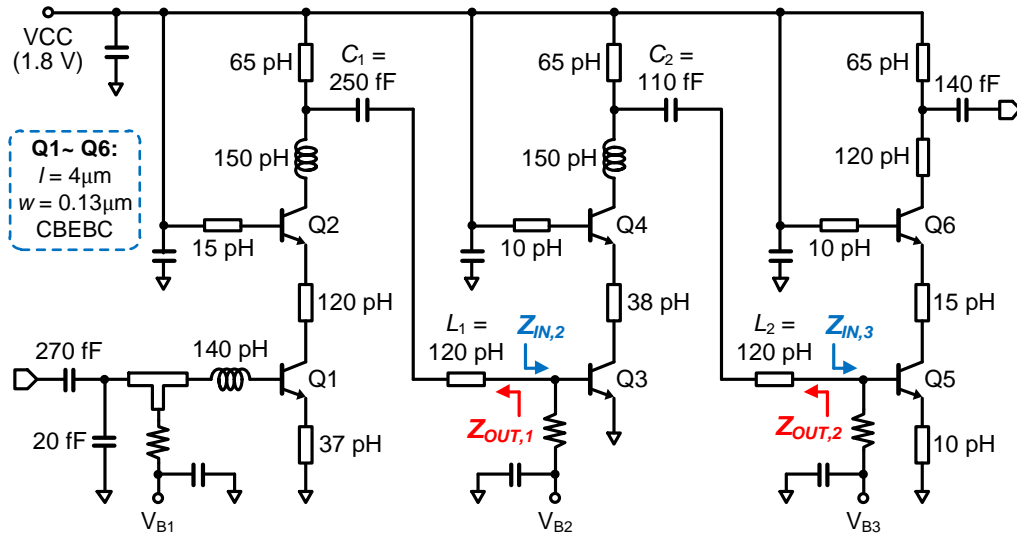 VCC
(1.8 V)
65 pH
C1 =
250 fF
65 pH
C2 =
110 fF
65 pH
140 fF
Q1~ Q6:
l = 4μm
w = 0.13μm
CBEBC
150 pH
150 pH
120 pH
Q2
Q4
Q6
15 pH
10 pH
10 pH
120 pH
38 pH
15 pH
270 fF
140 pH
L1 =
120 pH
ZIN,2
L2 =
120 pH
ZIN,3
Q1
Q3
Q5
20 fF
37 pH
ZOUT,1
ZOUT,2
10 pH
VB1
VB2
VB3